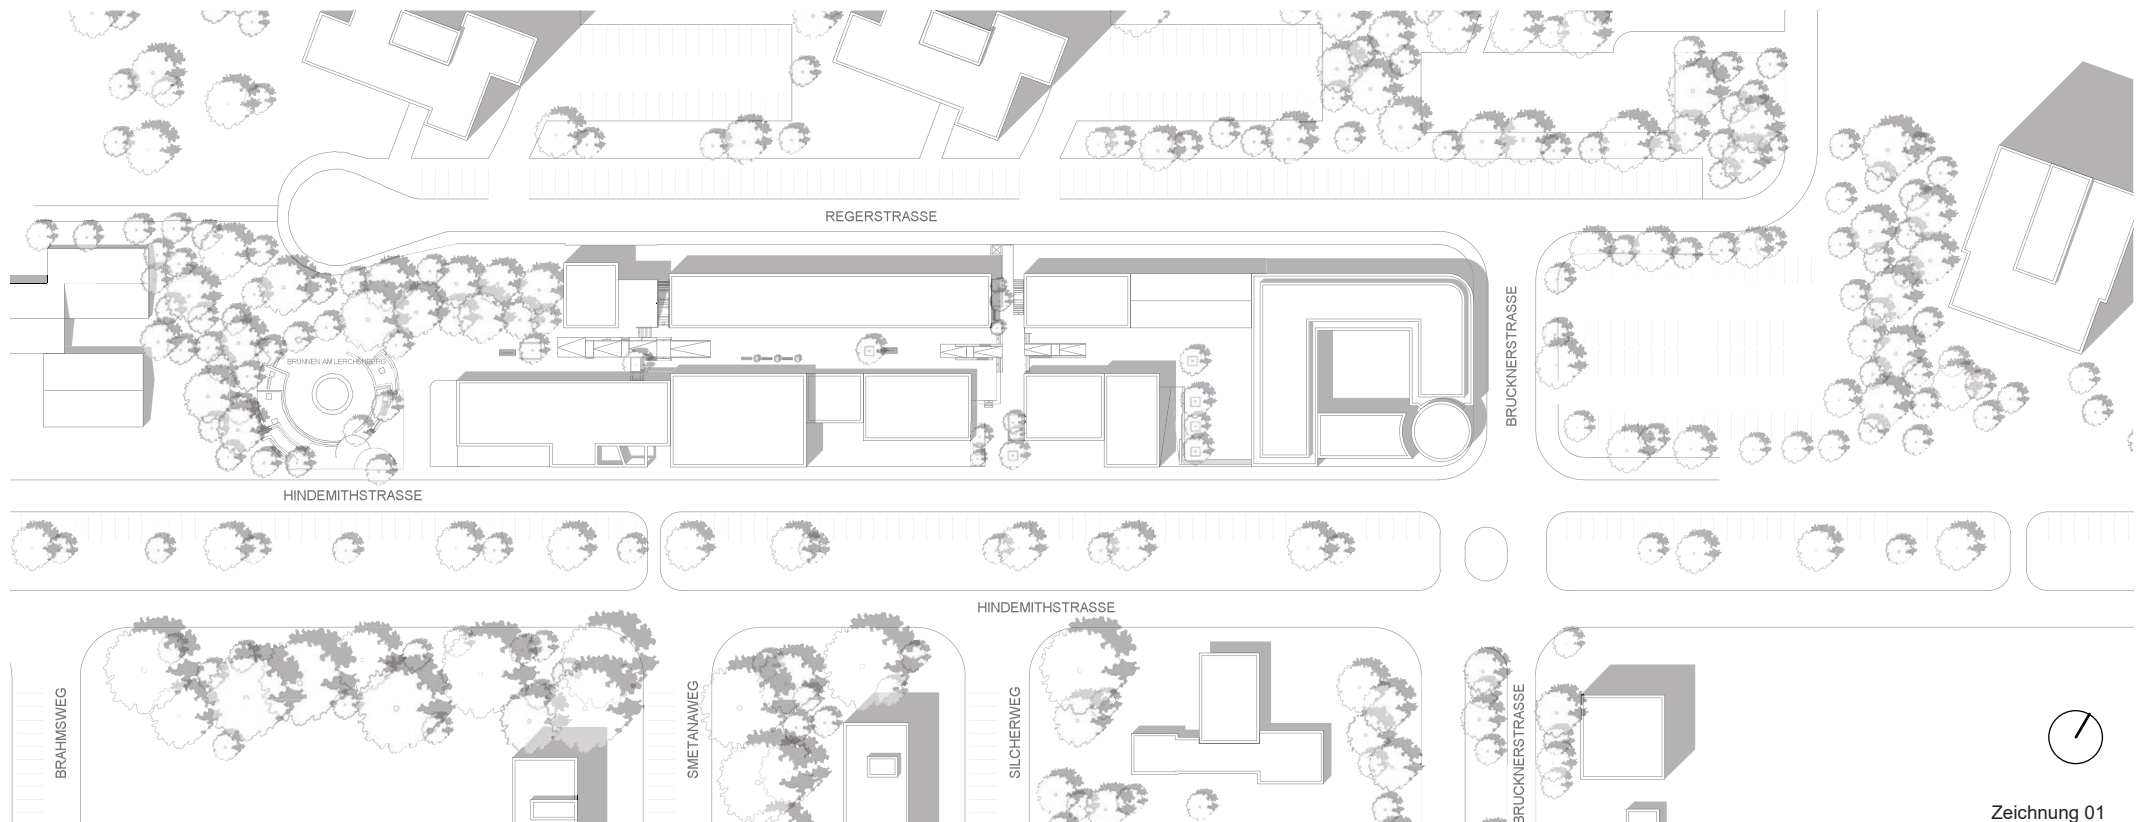 REGERSTRASSE
BRUCKNERSTRASSE
BRUNNEN AM LERCHENBERG
HINDEMITHSTRASSE
HINDEMITHSTRASSE
BRAHMSWEG
SMETANAWEG
SILCHERWEG
BRUCKNERSTRASSE
Zeichnung 01